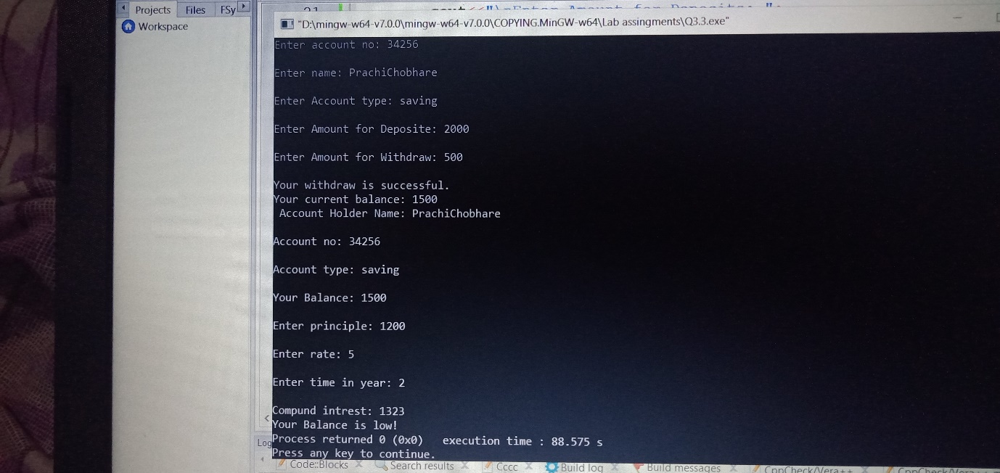 Projects Files FSy
Workspace
"D:\mingw-w64-v7.0.0\mingw-w64-v7.0.0\COPYING.MinGW-w64\Lab assingments\Q3.3.exe"
Enter account no: 34256
Enter name: PrachiChobhare
Enter Account type: saving
Enter Amount for Deposite: 2000
Enter Amount for Withdraw: 500
Your withdraw is successful.
Your current balance: 1500
Account Holder Name: PrachiChobhare
Account no: 34256
Account type: saving
Your Balance: 1500
Enter principle: 1200
Enter rate: 5
Enter time in year: 2
Compund intrest: 1323
Your Balance is low!
Process returned 0 (0x0) execution time : 88.575 s
Press any key to continue.
Log
Code::Blocks Search results Cccc Build log Build messages CppCheck/Vera++